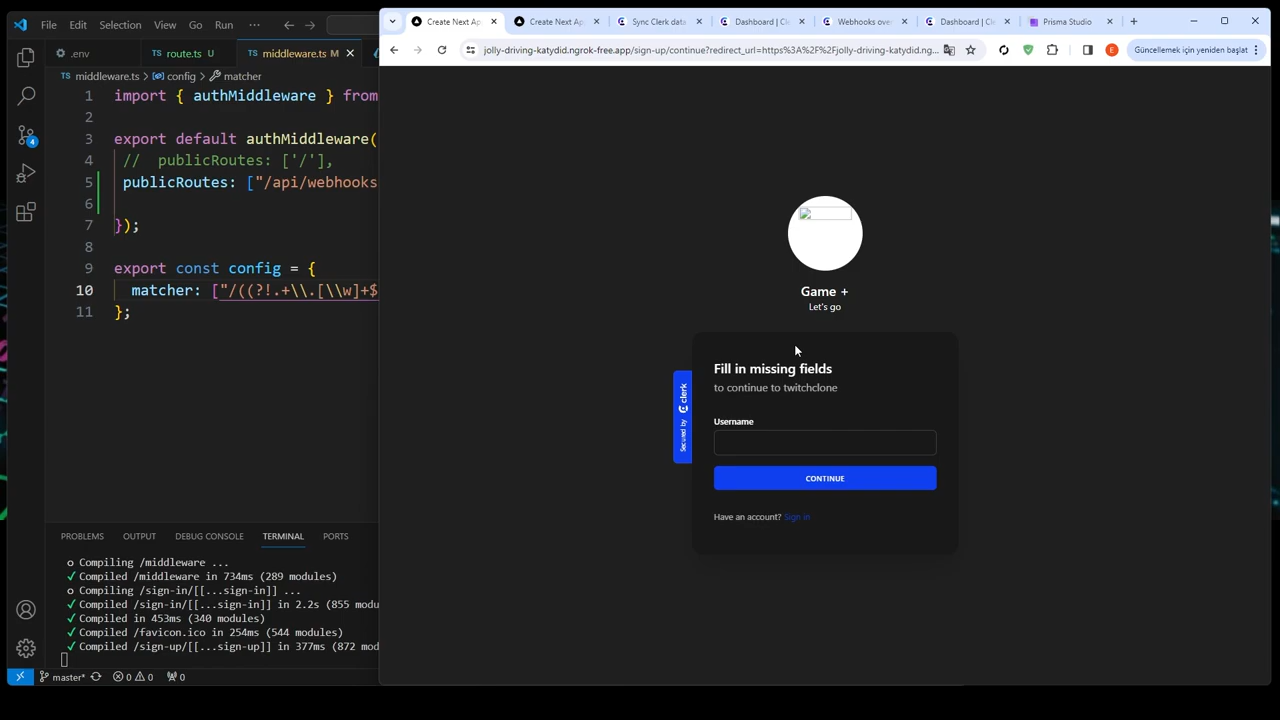 File Edit Selection View Go Run ···
.env
route.ts U
middleware.ts M
middleware.ts > config > matcher
1 import { authMiddleware } from
2
3 export default authMiddleware(
4 // publicRoutes: ['/'],
5 publicRoutes: ["/api/webhooks
6
7 });
8
9 export const config = {
10 matcher: ["/((?!.+\\.[\\w]+$
11 };
4
PROBLEMS OUTPUT DEBUG CONSOLE TERMINAL PORTS
o Compiling /middleware ...
✓ Compiled /middleware in 734ms (289 modules)
o Compiling /sign-in/[[...sign-in]] ...
✓ Compiled /sign-in/[[...sign-in]] in 2.2s (855 modu
✓ Compiled in 453ms (340 modules)
✓ Compiled /favicon.ico in 254ms (544 modules)
✓ Compiled /sign-up/[[...sign-up]] in 377ms (872 mod
master* 0 0 0
Create Next App
Create Next App
Sync Clerk data
Dashboard | Cle
Webhooks over
Dashboard | Cle
Prisma Studio
jolly-driving-katydid.ngrok-free.app/sign-up/continue?redirect_url=https%3A%2F%2Fjolly-driving-katydid.ng...
E
Güncellemek için yeniden başlat
Game +
Let's go
Fill in missing fields
to continue to twitchclone
Username
CONTINUE
Have an account? Sign in
Secured by clerk